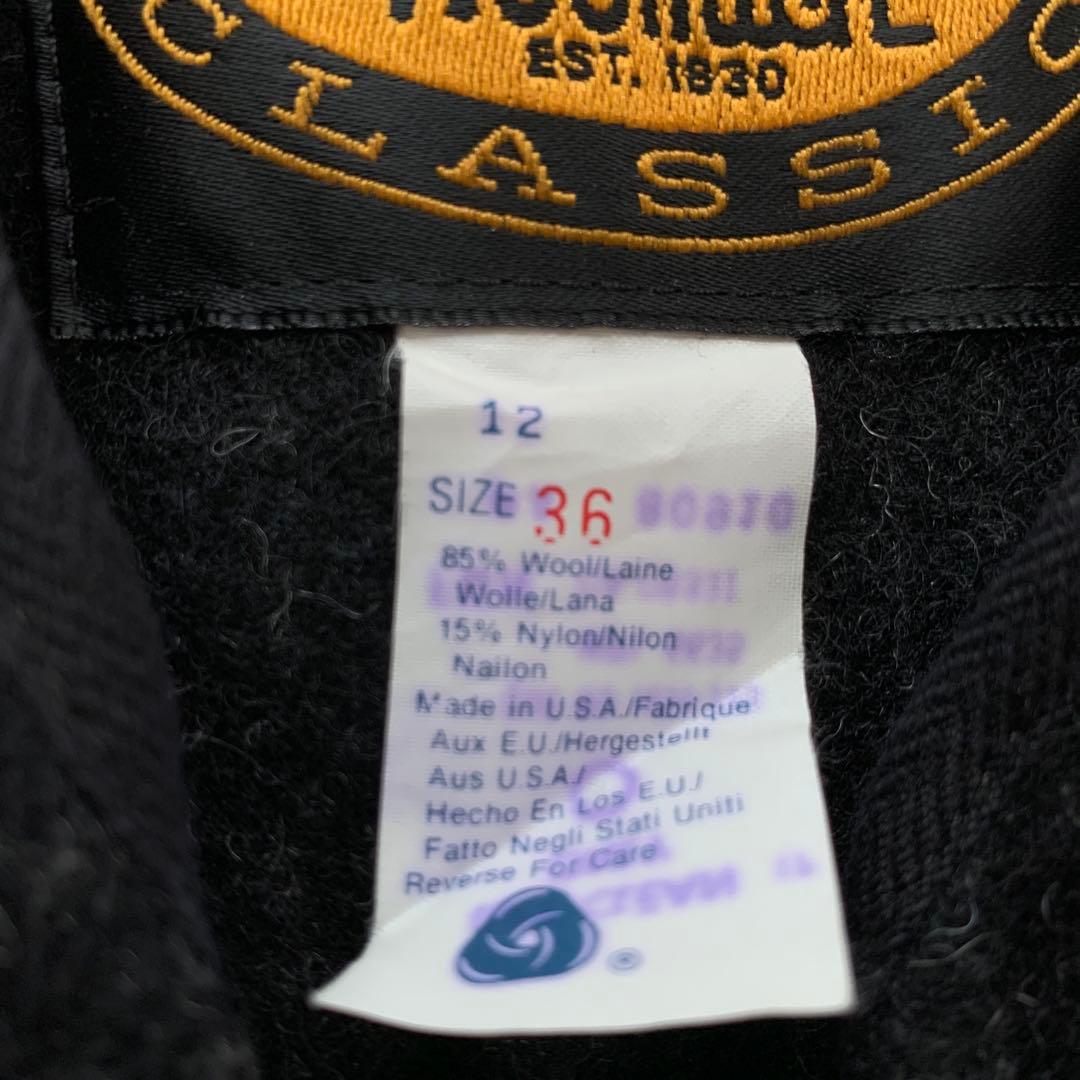 EST. 1930
CLASSIC
12
SIZE 36
85% Wool/Laine
Wolle/Lana
15% Nylon/Nilon
Nailon
Made in U.S.A./Fabrique
Aux E.U./Hergestellt
Aus U.S.A./
Hecho En Los E.U./
Fatto Negli Stati Uniti
Reverse For Care
®